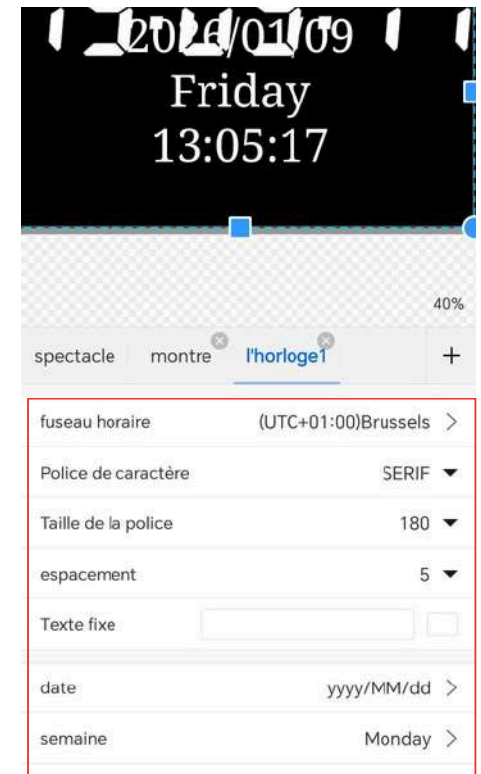 2026/01/09
Friday
13:05:17
40%
spectacle montre l'horloge1 +
fuseau horaire (UTC+01:00)Brussels >
Police de caractère SERIF
Taille de la police 180
espacement 5
Texte fixe
date yyyy/MM/dd >
semaine Monday >